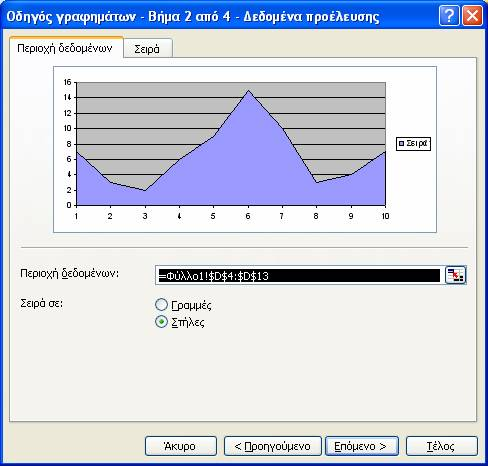 Οδηγός γραφημάτων - Βήμα 2 από 4 - Δεδομένα προέλευσης
Περιοχή δεδομένων Σειρά
16
14
12
10
8
6
4
2
0
1 2 3 4 5 6 7 8 9 10
Σειρά
Περιοχή δεδομένων: =Φύλλο1!$D$4:$D$13
Σειρά σε:
Γραμμές
Στήλες
Άκυρο < Προηγούμενο Επόμενο > Τέλος